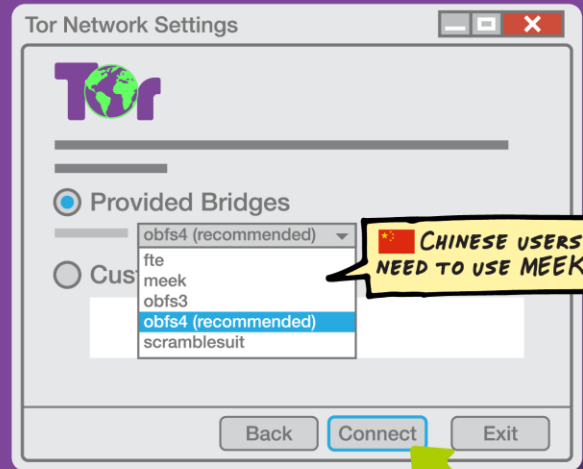 Tor Network Settings
Tor
Provided Bridges
obfs4 (recommended)
CHINESE USERS
NEED TO USE MEEK
Cus
fte
meek
obfs3
obfs4 (recommended)
scramblesuit
Back
Connect
Exit